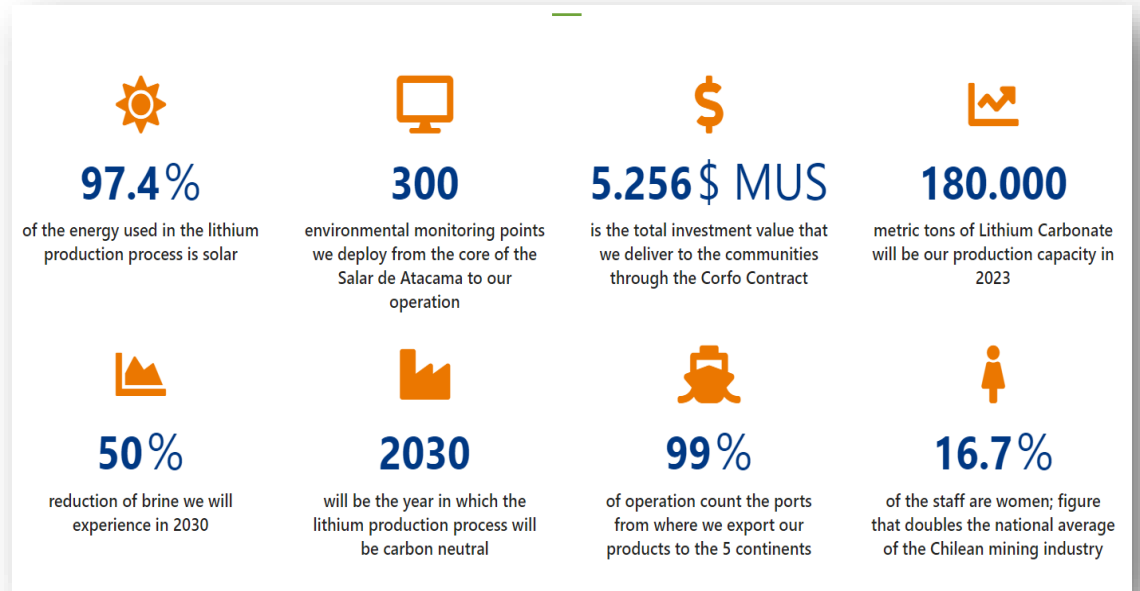 97.4%
of the energy used in the lithium
production process is solar
300
environmental monitoring points
we deploy from the core of the
Salar de Atacama to our
operation
5.256$ MUS
is the total investment value that
we deliver to the communities
through the Corfo Contract
180.000
metric tons of Lithium Carbonate
will be our production capacity in
2023
50%
reduction of brine we will
experience in 2030
2030
will be the year in which the
lithium production process will
be carbon neutral
99%
of operation count the ports
from where we export our
products to the 5 continents
16.7%
of the staff are women; figure
that doubles the national average
of the Chilean mining industry